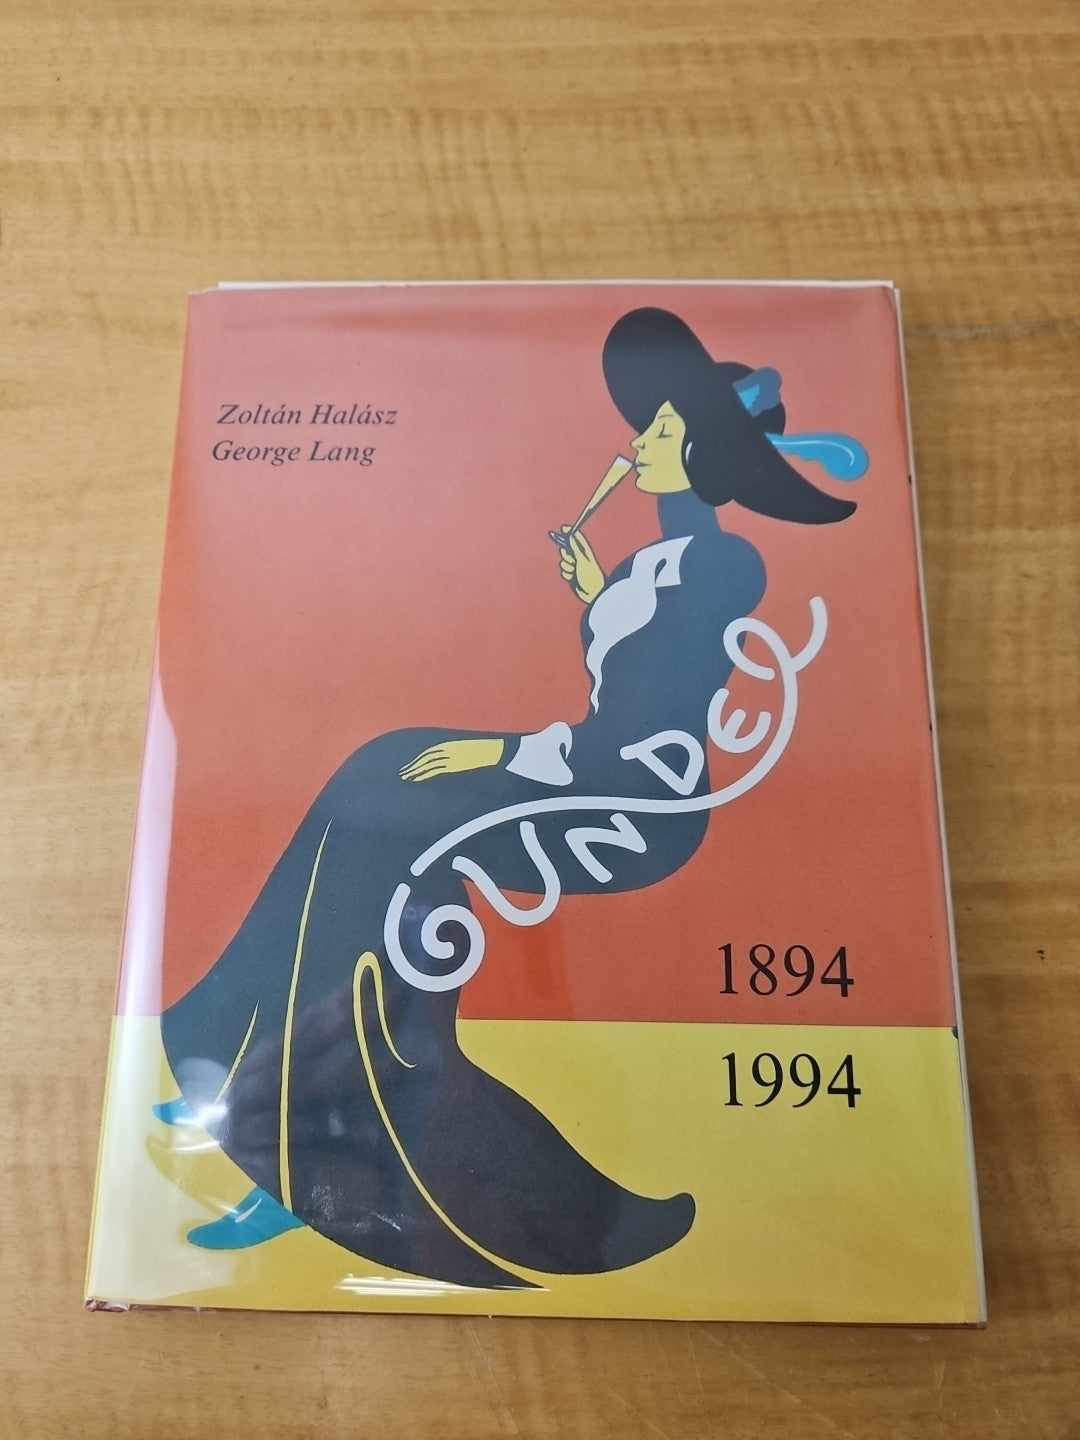 Zoltán Halász
George Lang
GUNDEL
1894
1994